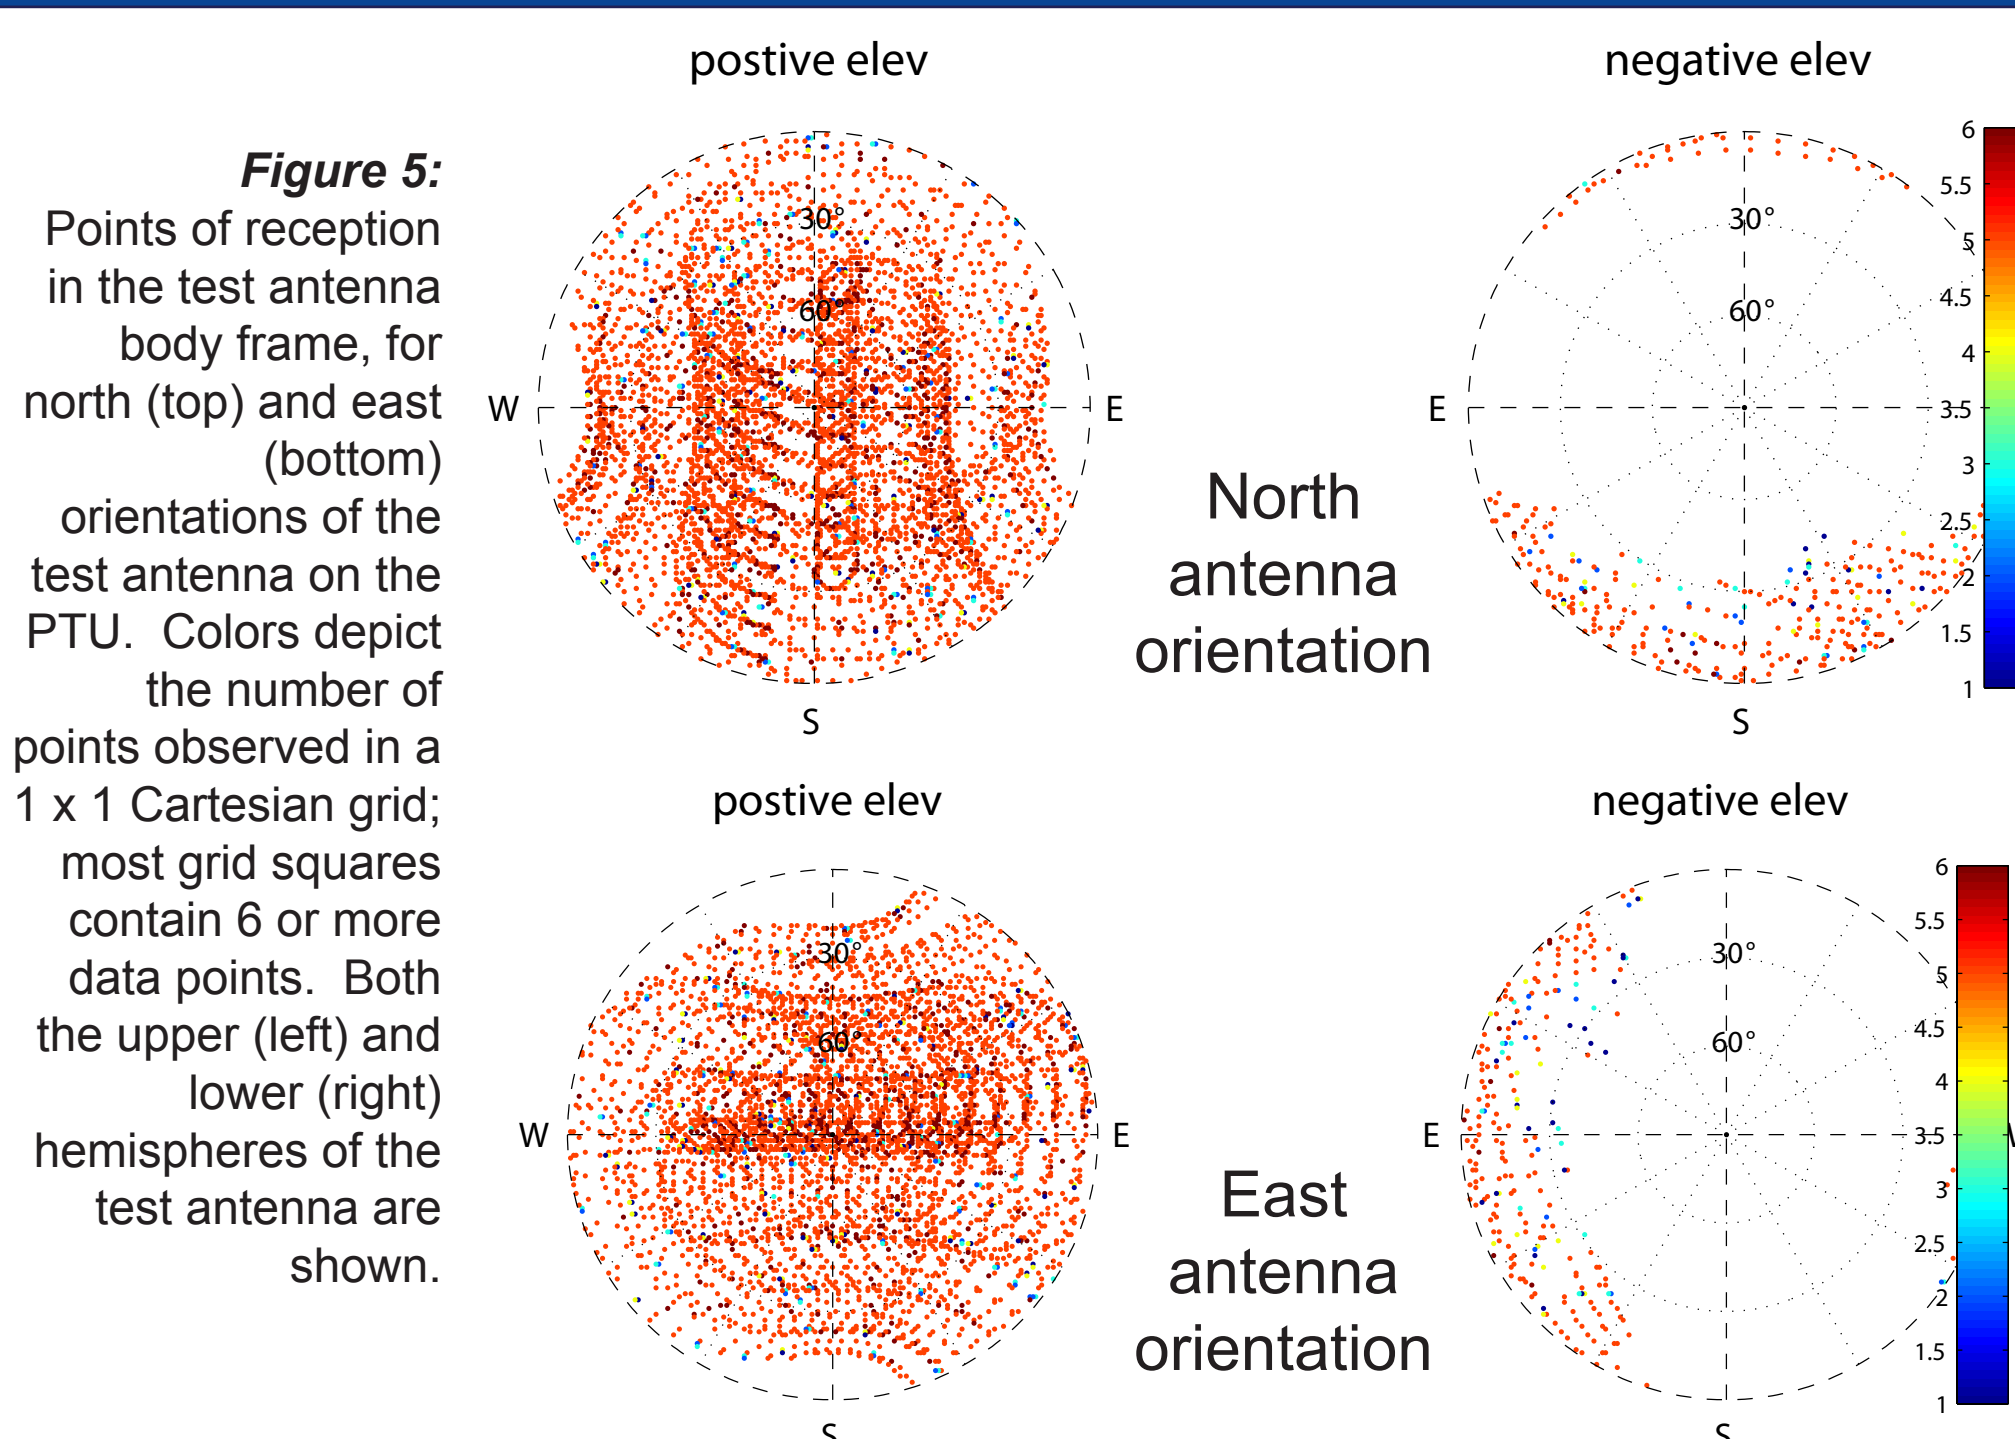 Figure 5:
Points of reception
in the test antenna
body frame, for
north (top) and east
(bottom)
orientations of the
test antenna on the
PTU.  Colors depict
the number of
points observed in a
1 x 1 Cartesian grid;
most grid squares
contain 6 or more
data points.  Both
the upper (left) and
lower (right)
hemispheres of the
test antenna are
shown.
postive elev
30°
60°
W
E
S
North
antenna
orientation
negative elev
30°
60°
E
S
6
5.5
5
4.5
4
3.5
3
2.5
2
1.5
1
postive elev
30°
60°
W
E
S
East
antenna
orientation
negative elev
30°
60°
E
S
6
5.5
5
4.5
4
3.5
3
2.5
2
1.5
1